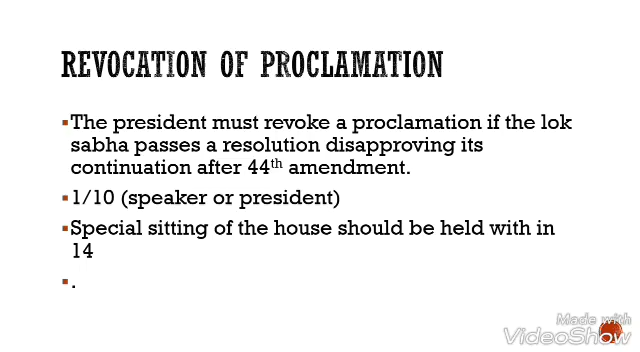 REVOCATION OF PROCLAMATION
▪The president must revoke a proclamation if the lok
sabha passes a resolution disapproving its
continuation after 44th amendment.
▪1/10 (speaker or president)
▪Special sitting of the house should be held with in
14
▪.
Made with
VideoShow